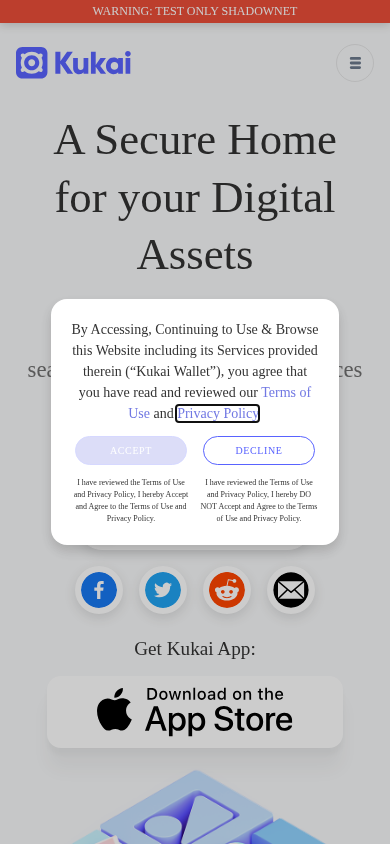 WARNING: TEST ONLY SHADOWNET
Kukai
A Secure Home
for your Digital
Assets
By Accessing, Continuing to Use & Browse
this Website including its Services provided
therein (“Kukai Wallet”), you agree that
you have read and reviewed our Terms of
Use and Privacy Policy
ACCEPT
DECLINE
I have reviewed the Terms of Use
and Privacy Policy, I hereby Accept
and Agree to the Terms of Use and
Privacy Policy.
I have reviewed the Terms of Use
and Privacy Policy, I hereby DO
NOT Accept and Agree to the Terms
of Use and Privacy Policy.
Get Kukai App:
Download on the
App Store